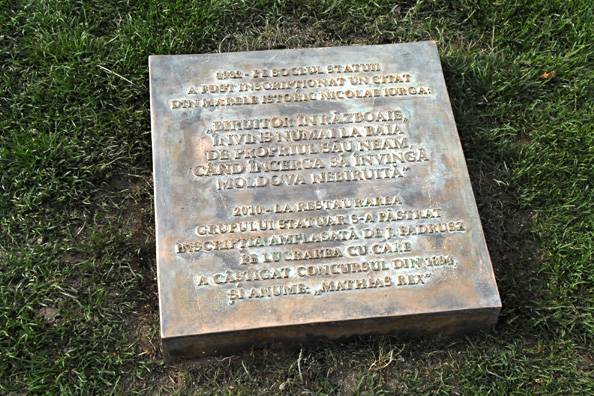 1932 - PE SOCLUL STATUII
A FOST INSCRIPȚIONAT UN CITAT
DIN MARELE ISTORIC NICOLAE IORGA:
"BIRUITOR ÎN RĂZBOAIE,
ÎNVINS NUMAI LA BAIA
DE PROPRIUL SĂU NEAM,
CÂND ÎNCERCA SĂ ÎNVINGĂ
MOLDOVA NEBIRUITĂ"
2010 - LA RESTAURAREA
GRUPULUI STATUAR S-A PĂSTRAT
INSCRIPȚIA AMPLASATĂ DE J. FADRUSZ
PE LUCRAREA CU CARE
A CÂȘTIGAT CONCURSUL DIN 1894
ȘI ANUME: „MATHIAS REX"